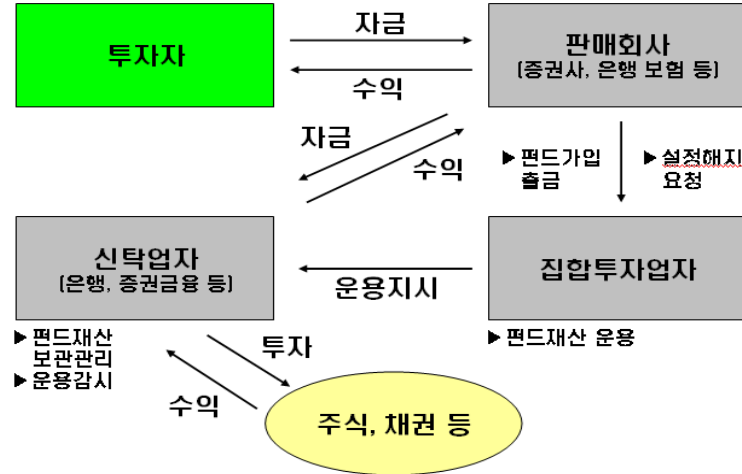 투자자
자금
수익
판매회사
(증권사, 은행 보험 등)
자금
수익
▶ 펀드가입
출금
▶ 설정해지
요청
신탁업자
(은행, 증권금융 등)
운용지시
집합투자업자
▶ 펀드재산
보관관리
▶ 운용감시
▶ 펀드재산 운용
투자
수익
주식, 채권 등